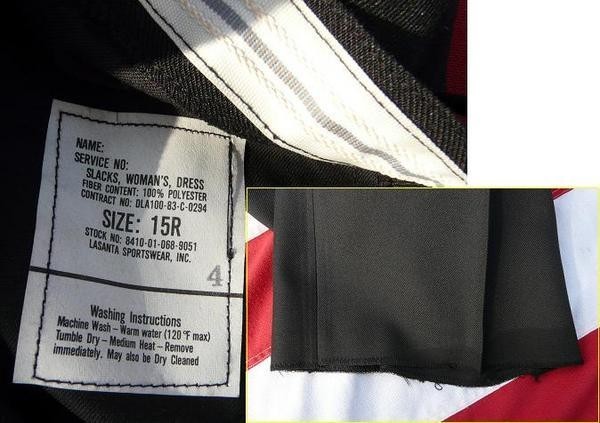 NAME:
SERVICE NO:
SLACKS, WOMAN'S, DRESS
FIBER CONTENT: 100% POLYESTER
CONTRACT NO: DLA100-83-C-0294
SIZE: 15R
STOCK NO: 8410-01-068-9051
LASANTA SPORTSWEAR, INC.
4
Washing Instructions
Machine Wash – Warm water (120 °F max)
Tumble Dry – Medium Heat – Remove
immediately. May also be Dry Cleaned